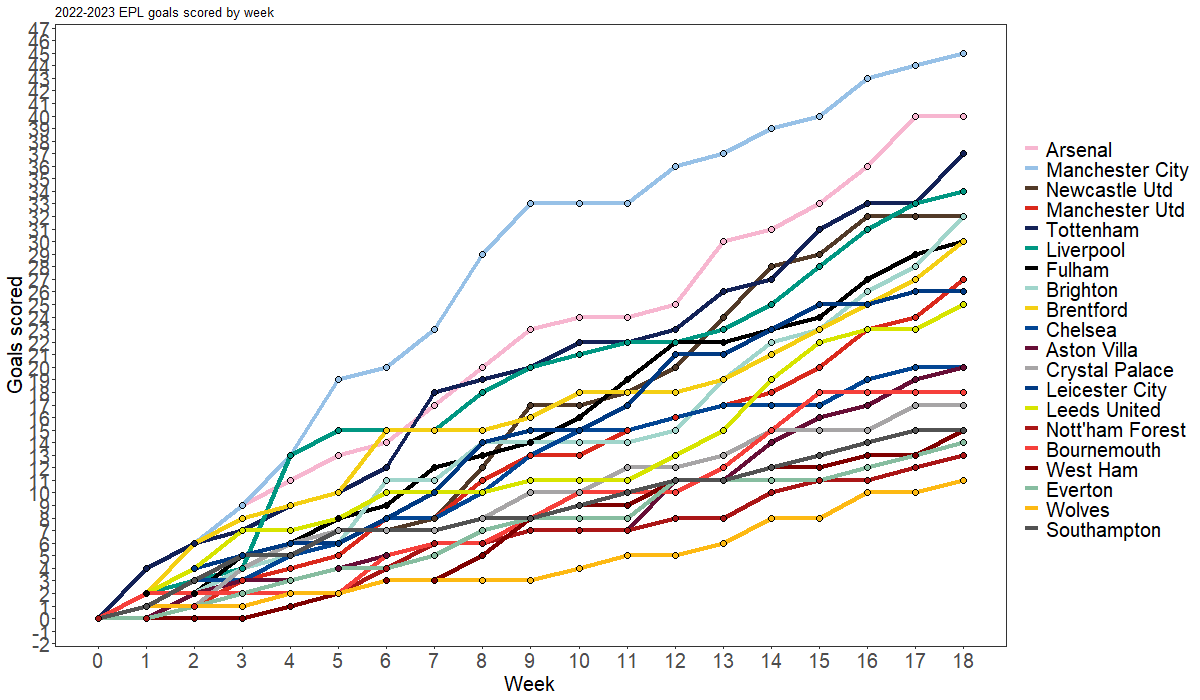 2022-2023 EPL goals scored by week
47
46
45
44
43
42
41
40
39
38
37
36
35
34
33
32
31
30
29
28
27
26
25
24
23
22
21
20
19
18
17
16
15
14
13
12
11
10
9
8
7
6
5
4
3
2
1
0
-1
-2
Goals scored
0 1 2 3 4 5 6 7 8 9 10 11 12 13 14 15 16 17 18
Week
Arsenal
Manchester City
Newcastle Utd
Manchester Utd
Tottenham
Liverpool
Fulham
Brighton
Brentford
Chelsea
Aston Villa
Crystal Palace
Leicester City
Leeds United
Nott'ham Forest
Bournemouth
West Ham
Everton
Wolves
Southampton